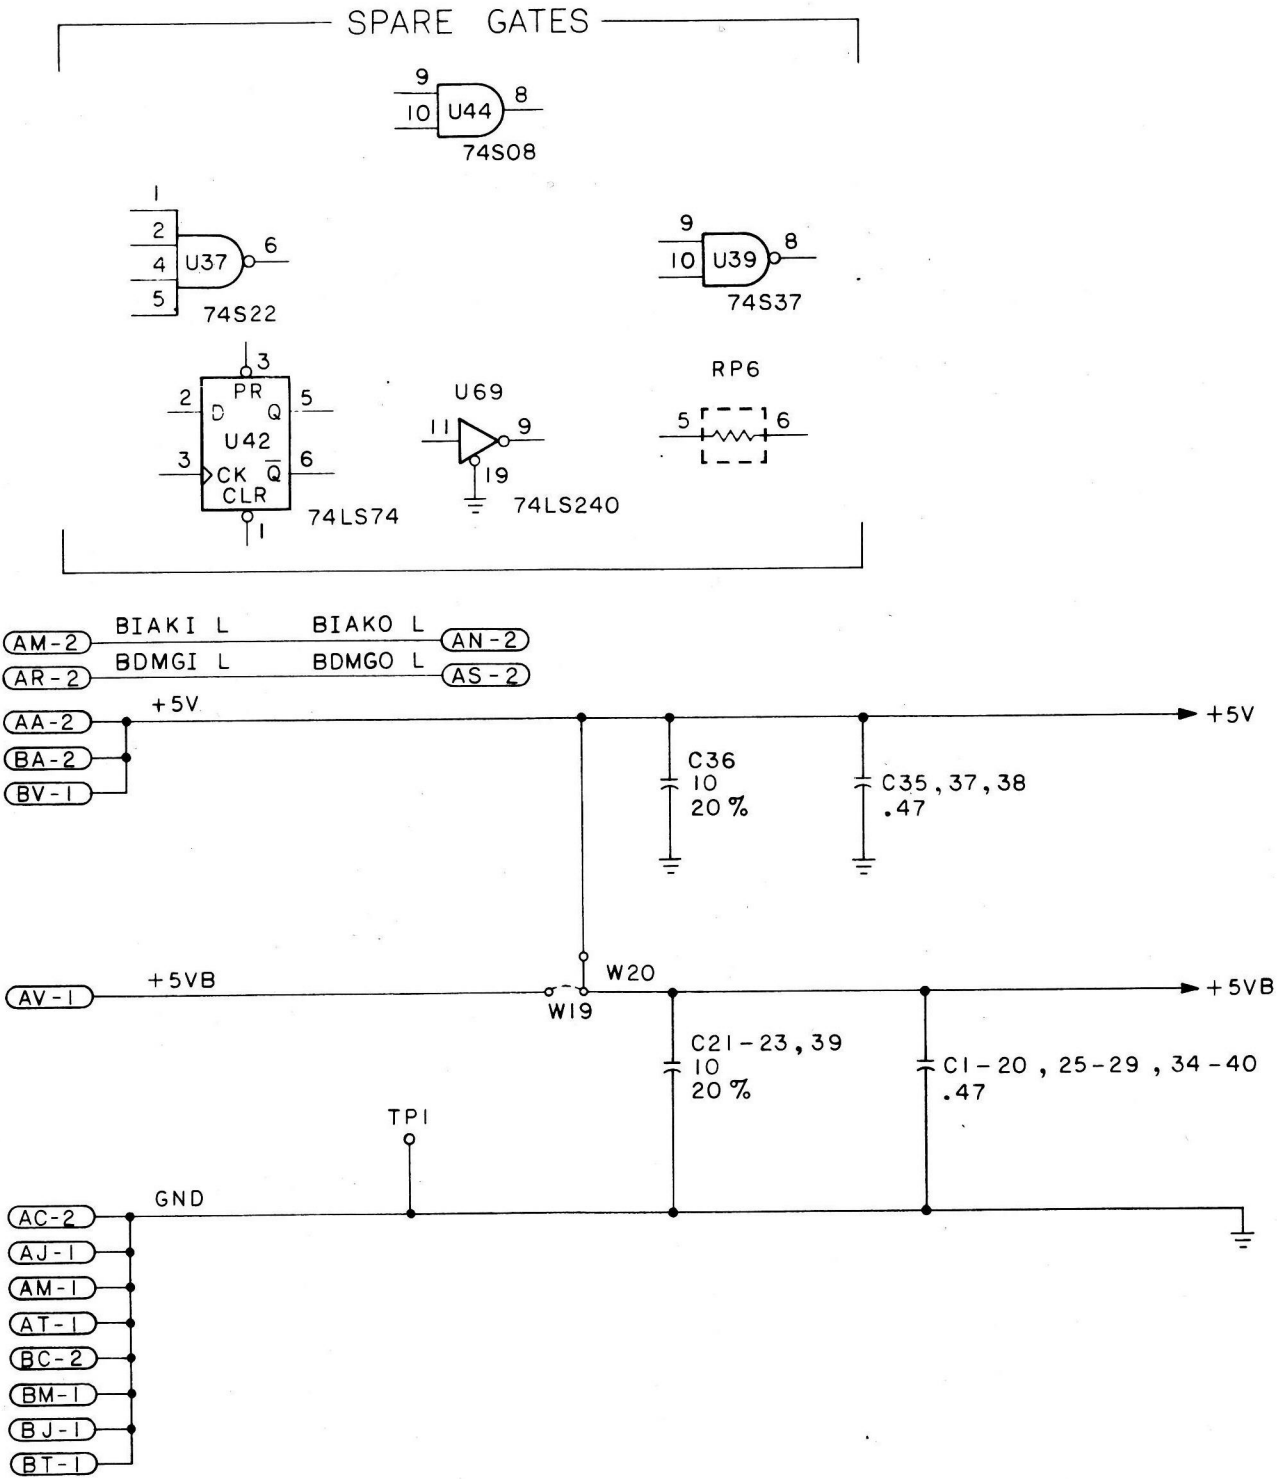 SPARE GATES
9
10
U44
8
74S08
1
2
4
5
U37
6
74S22
9
10
U39
8
74S37
3
PR
2
D
Q
5
U42
3
CK
Q̅
6
CLR
1
74LS74
U69
11
9
19
74LS240
RP6
5
6
AM-2
BIAKI L
BIAKO L
AN-2
AR-2
BDMGI L
BDMGO L
AS-2
AA-2
+5V
+5V
BA-2
BV-1
C36
10
20%
C35,37,38
.47
AV-1
+5VB
W20
W19
+5VB
C21-23,39
10
20%
C1-20,25-29,34-40
.47
TP1
GND
AC-2
AJ-1
AM-1
AT-1
BC-2
BM-1
BJ-1
BT-1